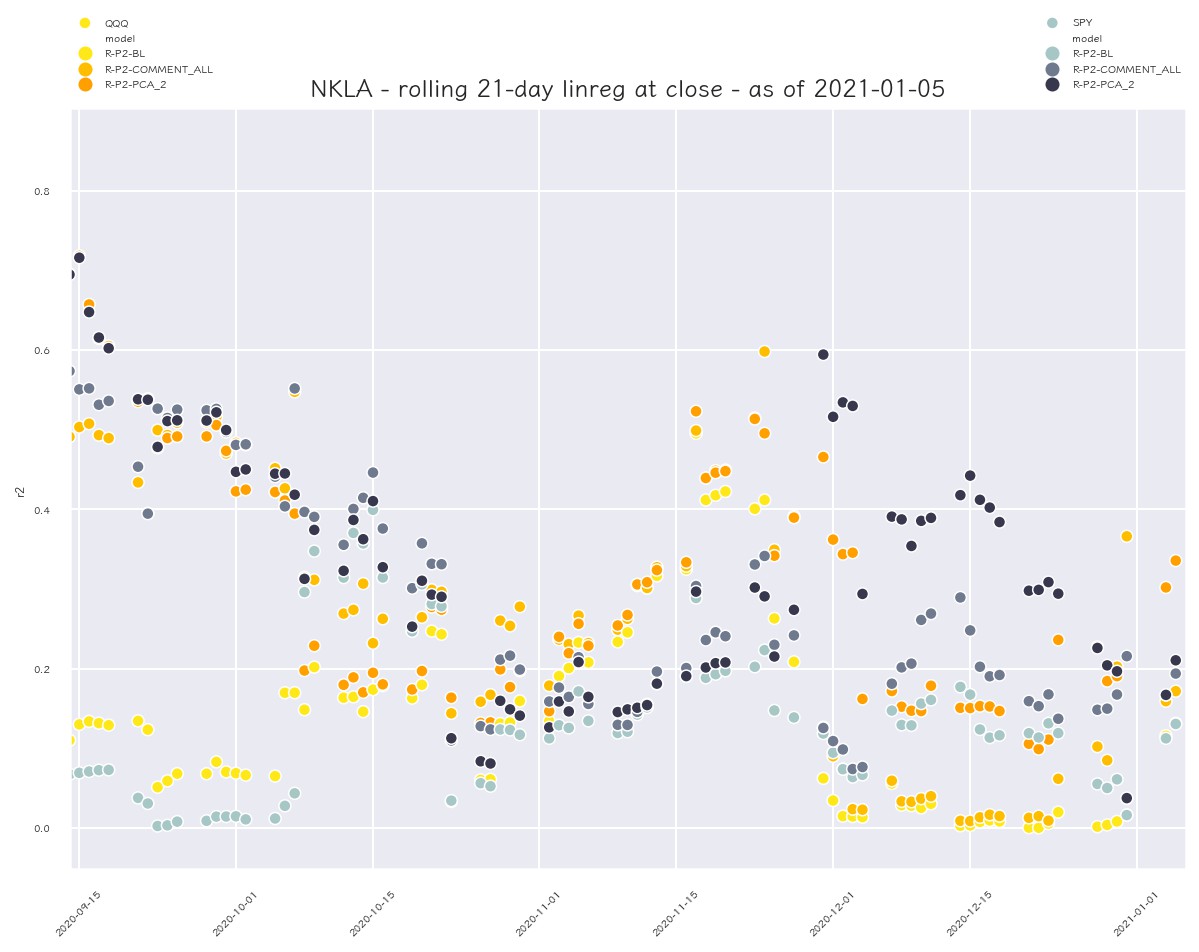 QQQ
model
R-P2-BL
R-P2-COMMENT_ALL
R-P2-PCA_2
SPY
model
R-P2-BL
R-P2-COMMENT_ALL
R-P2-PCA_2
NKLA - rolling 21-day linreg at close - as of 2021-01-05
0.8
0.6
0.4
0.2
0.0
r2
2020-09-15
2020-10-01
2020-10-15
2020-11-01
2020-11-15
2020-12-01
2020-12-15
2021-01-01